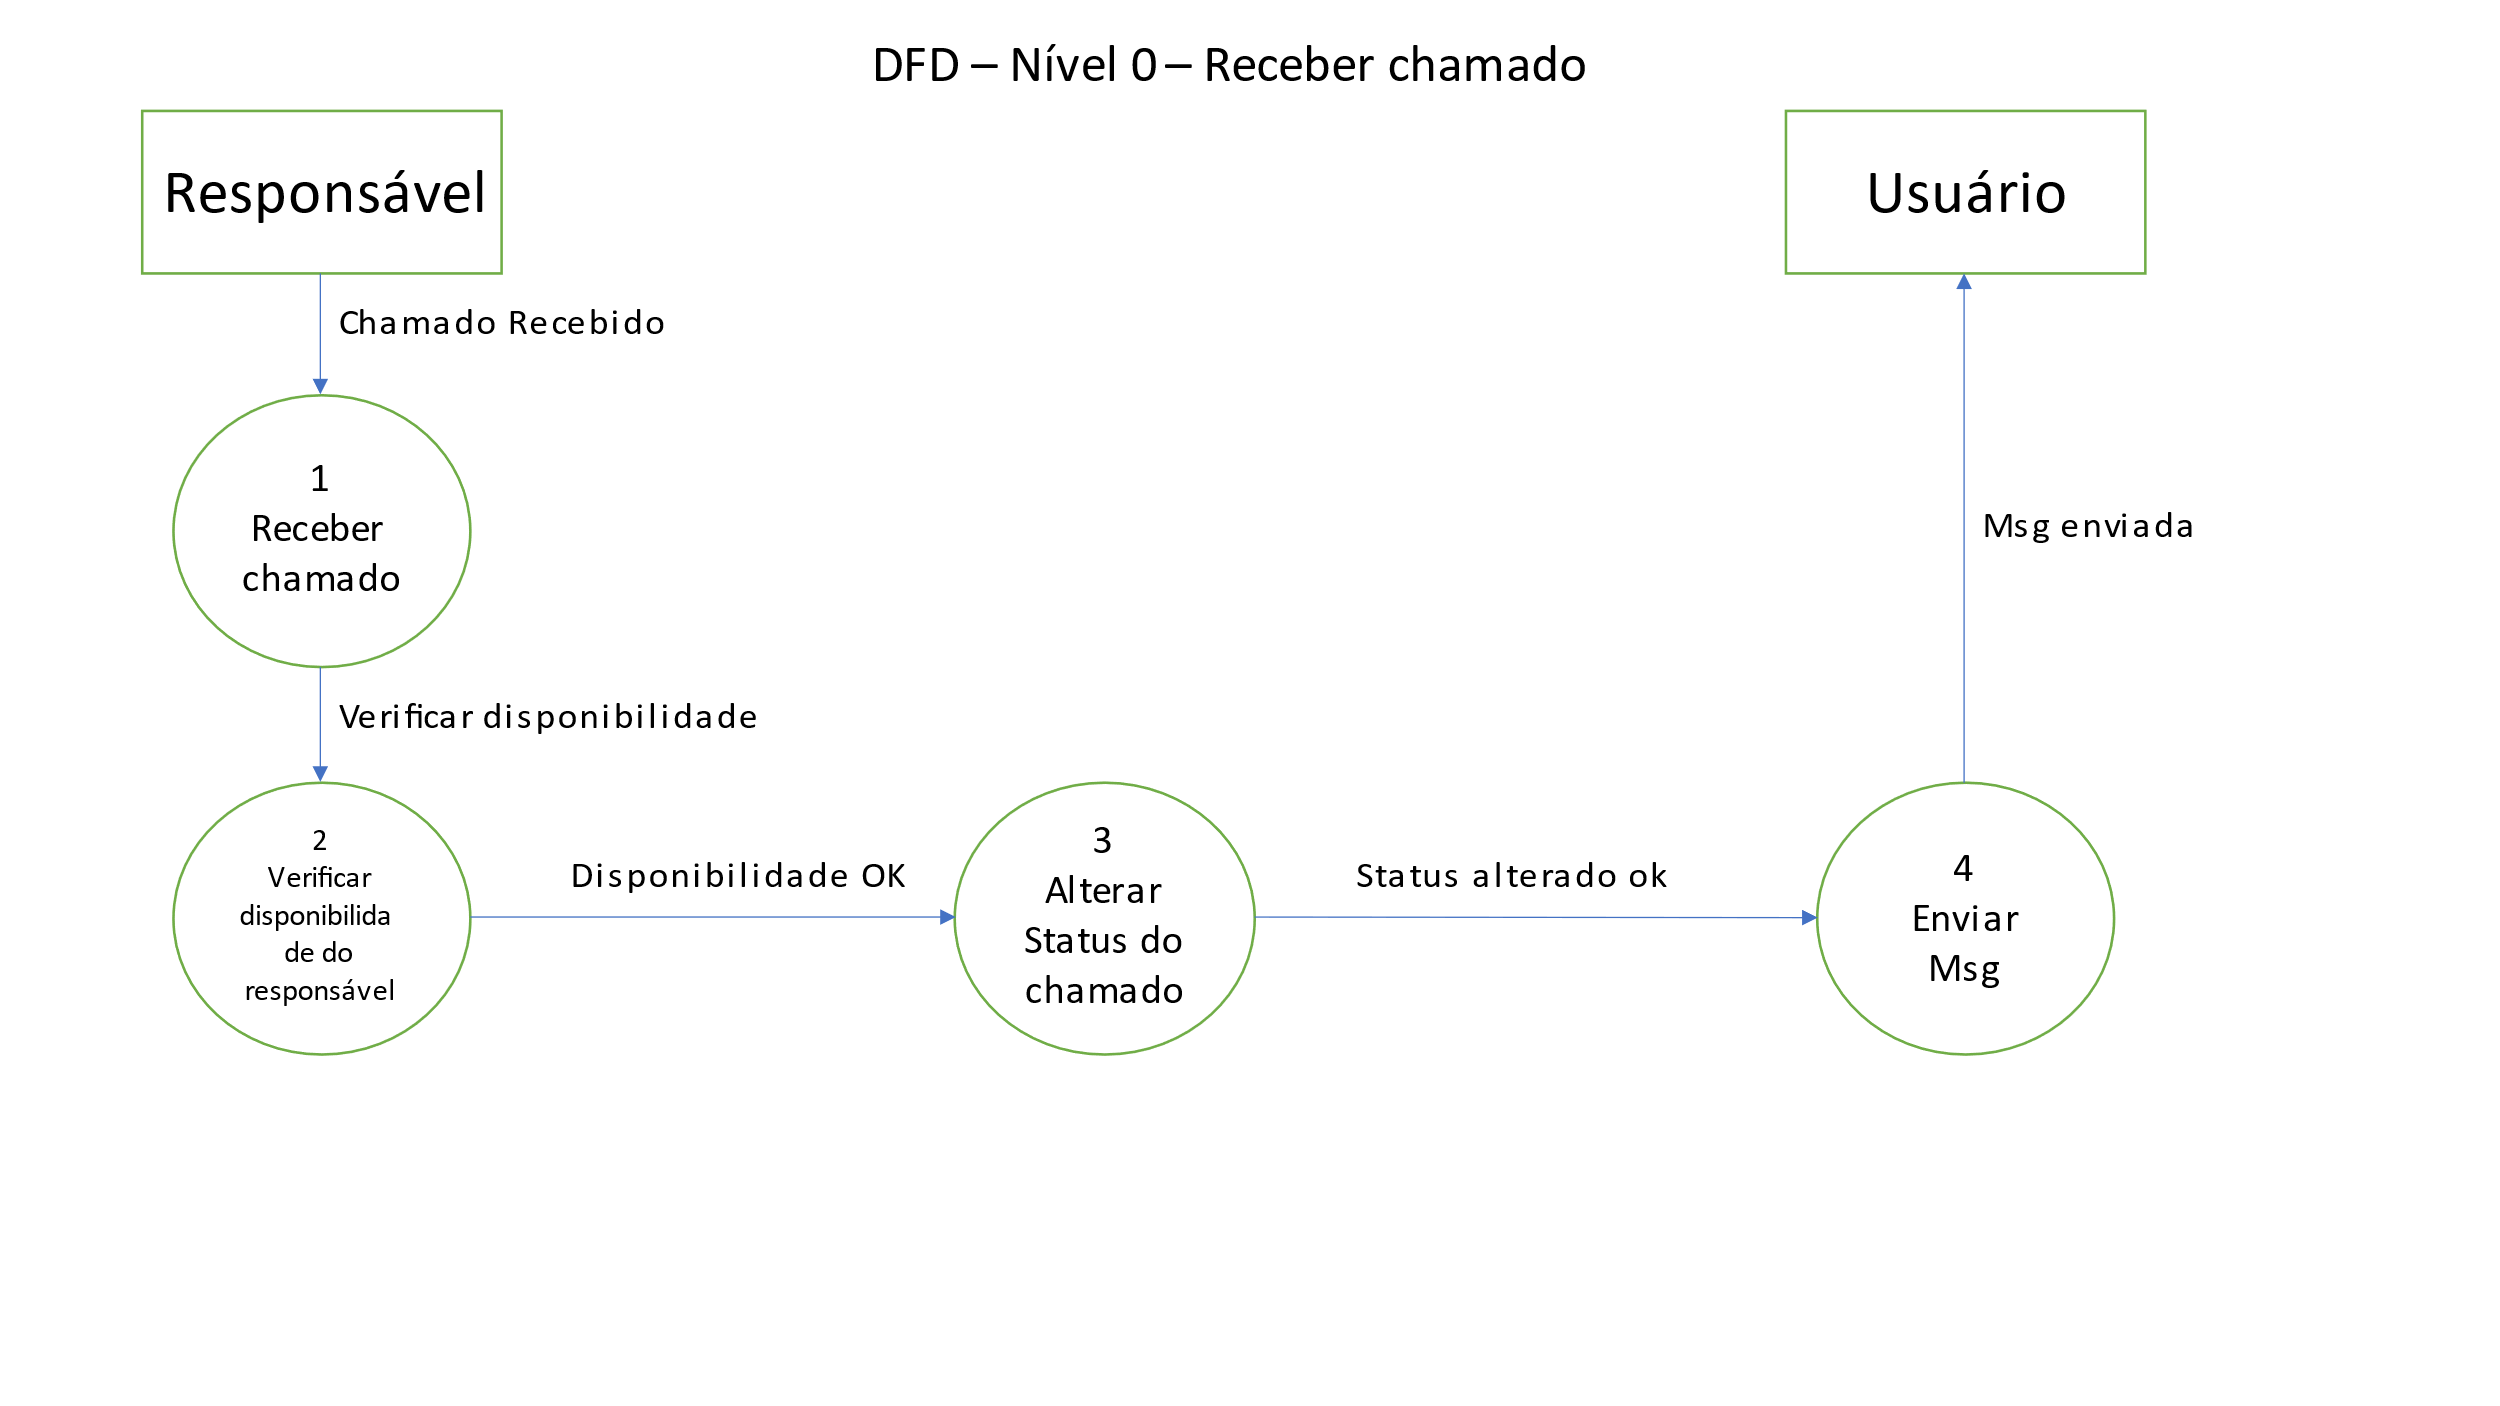 DFD – Nível 0 – Receber chamado
Responsável
Usuário
Chamado Recebido
1
Receber
chamado
Msg enviada
Verificar disponibilidade
2
Verificar
disponibilida
de do
responsável
Disponibilidade OK
3
Alterar
Status do
chamado
Status alterado ok
4
Enviar
Msg